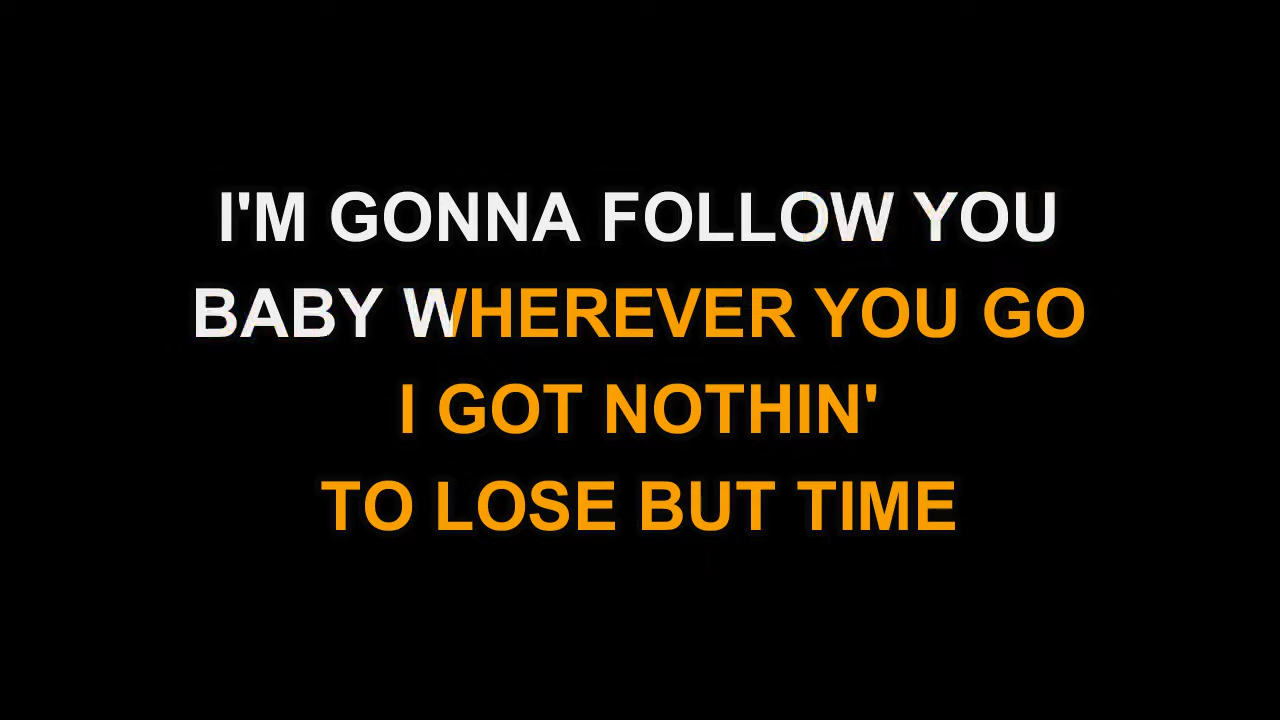 I'M GONNA FOLLOW YOU
BABY WHEREVER YOU GO
I GOT NOTHIN'
TO LOSE BUT TIME